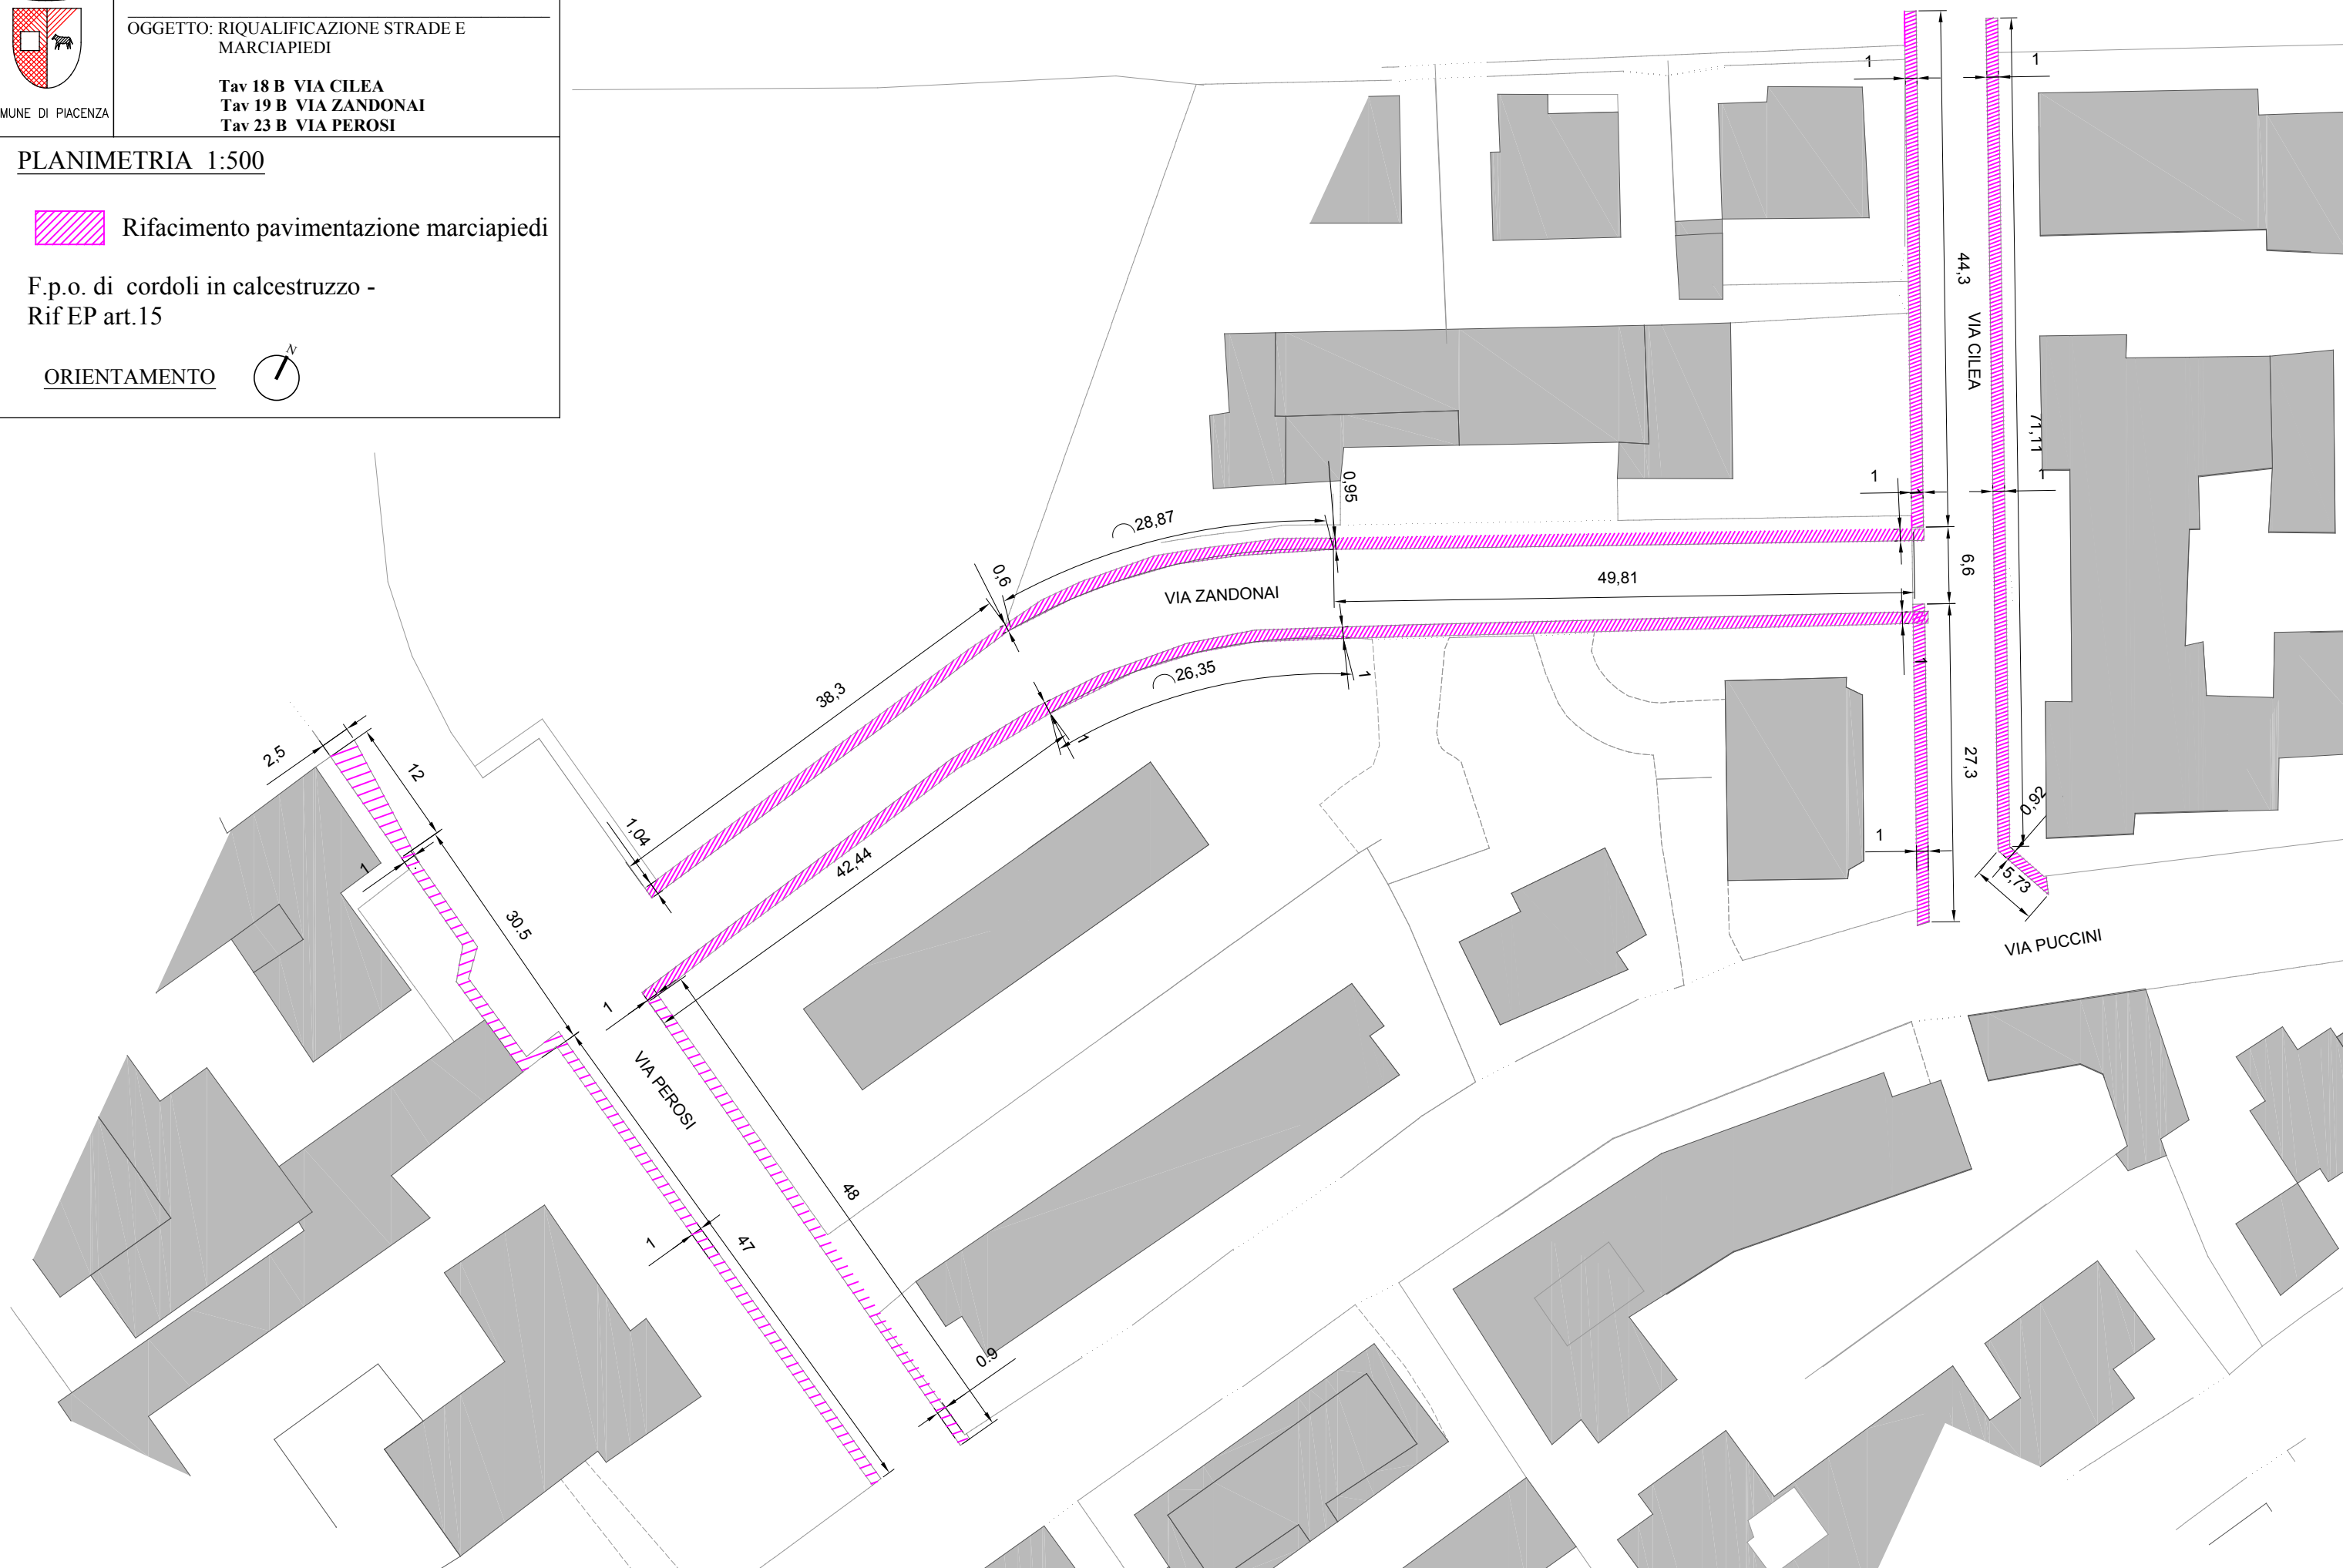 MUNE DI PIACENZA
OGGETTO: RIQUALIFICAZIONE STRADE E
MARCIAPIEDI
Tav 18 B VIA CILEA
Tav 19 B VIA ZANDONAI
Tav 23 B VIA PEROSI
PLANIMETRIA 1:500
Rifacimento pavimentazione marciapiedi
F.p.o. di cordoli in calcestruzzo -
Rif EP art.15
ORIENTAMENTO
N
1
1
44,3
VIA CILEA
71,11
1
1
0,95
28,87
0,6
6,6
49,81
VIA ZANDONAI
26,35
1
1
1
38,3
27,3
2,5
12
0,92
1,04
1
1
42,44
5,73
30.5
VIA PUCCINI
1
VIA PEROSI
48
1
47
0.9